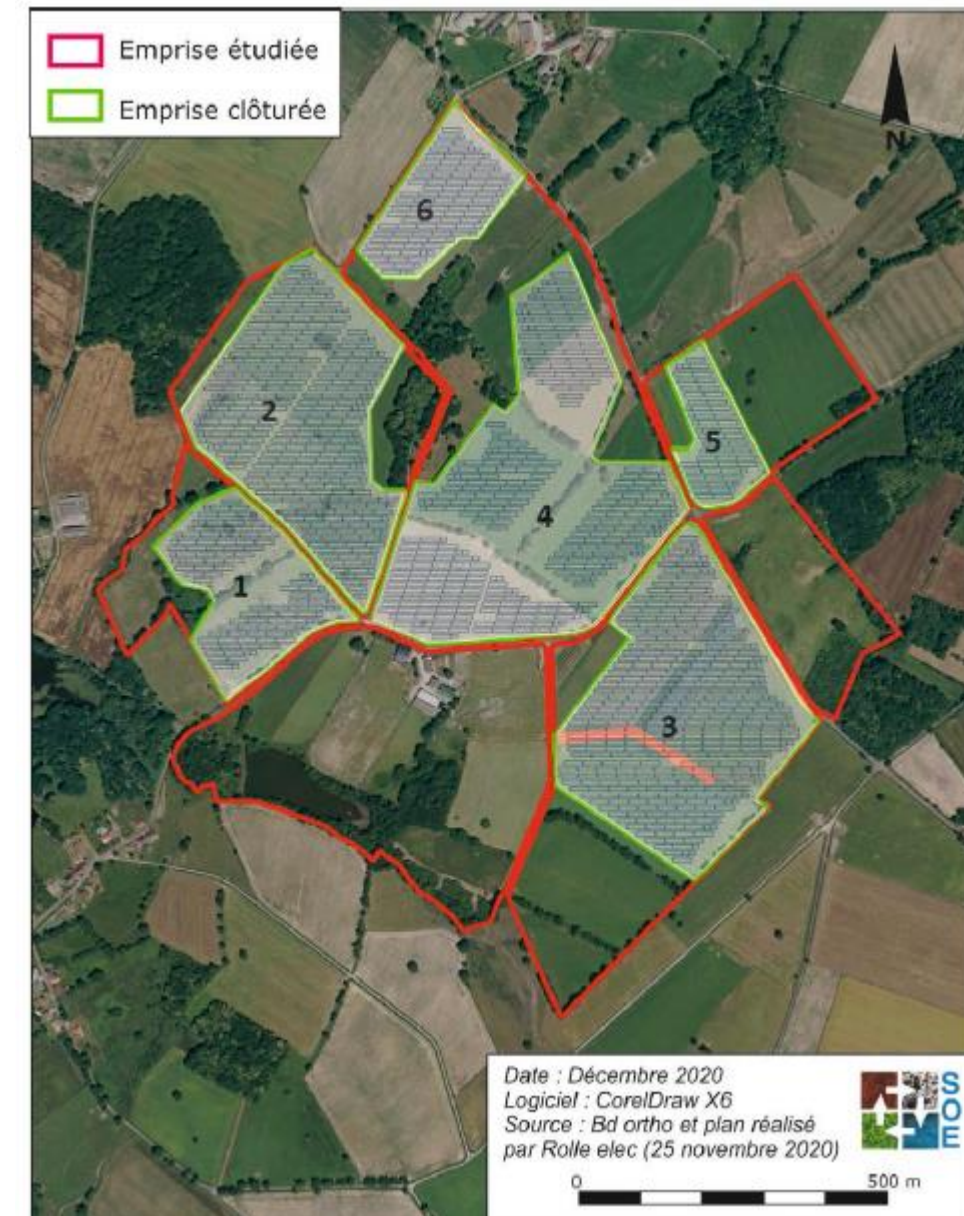 Emprise étudiée
Emprise clôturée
N
6
2
5
4
1
3
Date : Décembre 2020
Logiciel : CorelDraw X6
Source : Bd ortho et plan réalisé
par Rolle elec (25 novembre 2020)
SOE
0 500 m